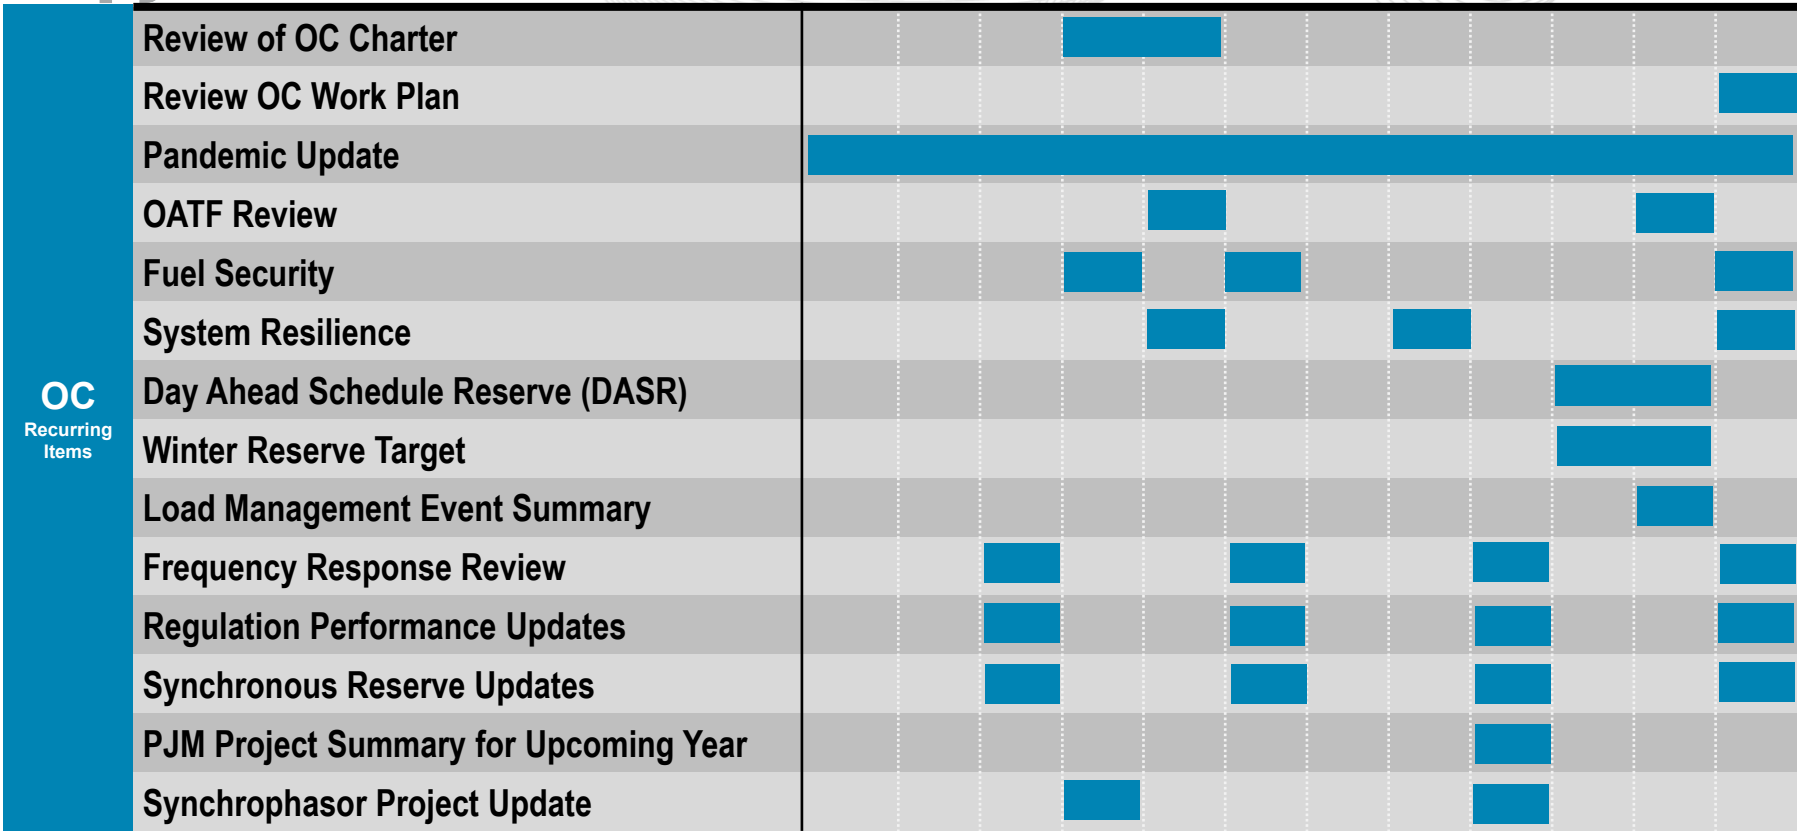 Review of OC Charter
Review OC Work Plan
Pandemic Update
OATF Review
Fuel Security
System Resilience
OC
Recurring
Items
Day Ahead Schedule Reserve (DASR)
Winter Reserve Target
Load Management Event Summary
Frequency Response Review
Regulation Performance Updates
Synchronous Reserve Updates
PJM Project Summary for Upcoming Year
Synchrophasor Project Update